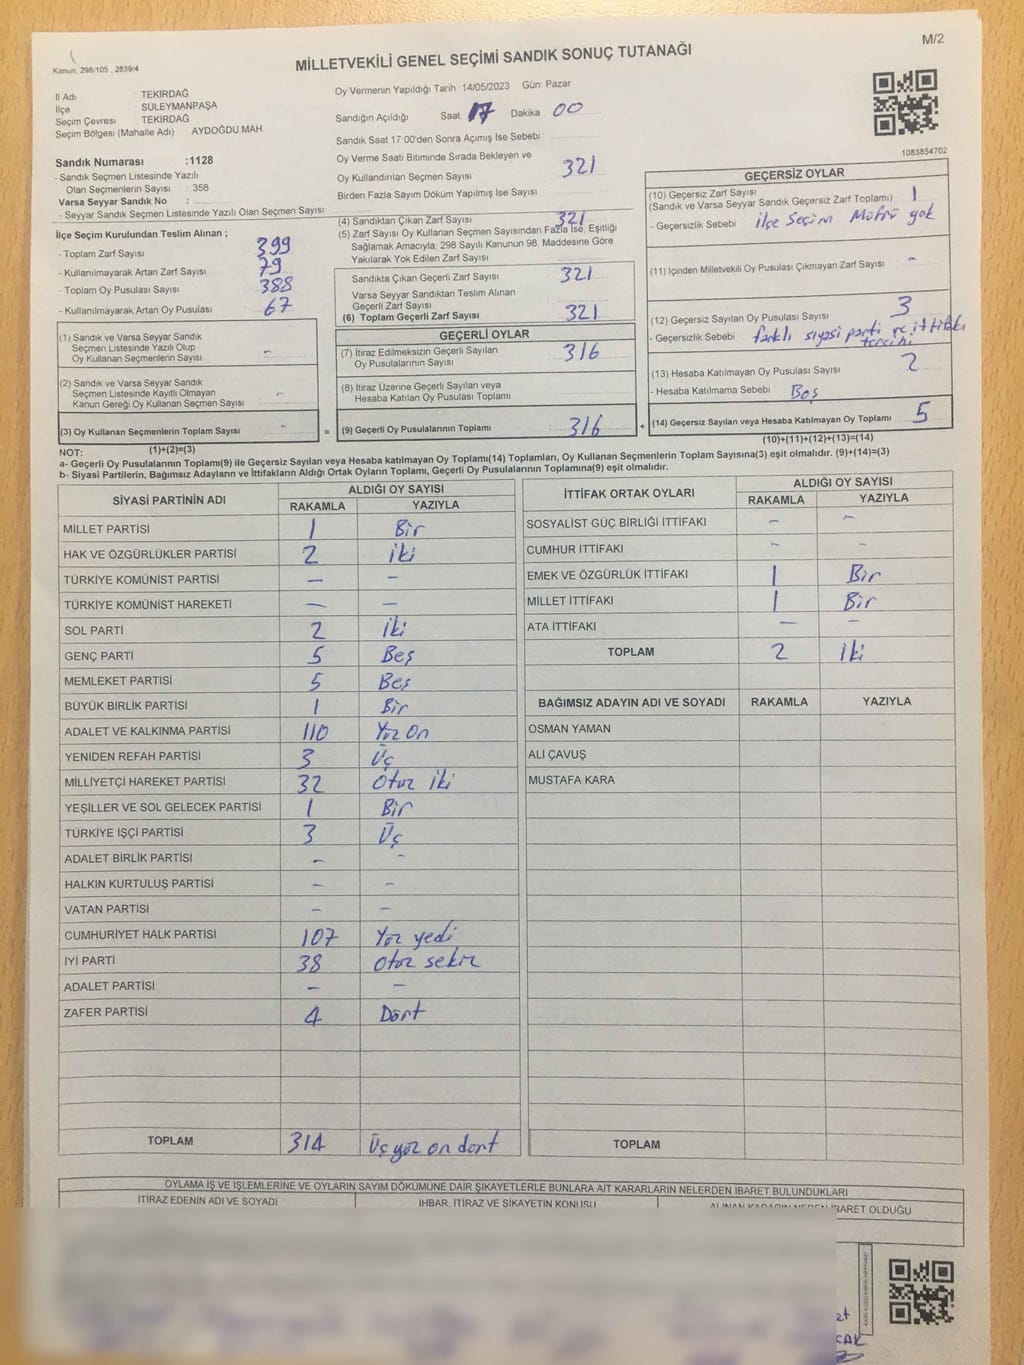 M/2
Kanun: 298/105, 2839/4
MİLLETVEKİLİ GENEL SEÇİMİ SANDIK SONUÇ TUTANAĞI
İl Adı TEKİRDAĞ
İlçe SÜLEYMANPAŞA
Seçim Çevresi TEKİRDAĞ
Seçim Bölgesi (Mahalle Adı) AYDOĞDU MAH
Sandık Numarası :1128
- Sandık Seçmen Listesinde Yazılı
Olan Seçmenlerin Sayısı : 358
Varsa Seyyar Sandık No :
- Seyyar Sandık Seçmen Listesinde Yazılı Olan Seçmen Sayısı
İlçe Seçim Kurulundan Teslim Alınan ;
- Toplam Zarf Sayısı 399
- Kullanılmayarak Artan Zarf Sayısı 79
- Toplam Oy Pusulası Sayısı 388
- Kullanılmayarak Artan Oy Pusulası 67
(1) Sandık ve Varsa Seyyar Sandık
Seçmen Listesinde Yazılı Olup
Oy Kullanan Seçmenlerin Sayısı -
(2) Sandık ve Varsa Seyyar Sandık
Seçmen Listesinde Kayıtlı Olmayan
Kanun Gereği Oy Kullanan Seçmen Sayısı -
(3) Oy Kullanan Seçmenlerin Toplam Sayısı -
(1)+(2)=(3)
Oy Vermenin Yapıldığı Tarih 14/05/2023 Gün: Pazar
Sandığın Açıldığı Saat 17 Dakika 00
Sandık Saat 17:00'den Sonra Açımış İse Sebebi
Oy Verme Saati Bitiminde Sırada Bekleyen ve
Oy Kullandırılan Seçmen Sayısı 321
Birden Fazla Sayım Döküm Yapılmış İse Sayısı
(4) Sandıktan Çıkan Zarf Sayısı 321
(5) Zarf Sayısı Oy Kullanan Seçmen Sayısından Fazla İse, Eşitliği
Sağlamak Amacıyla; 298 Sayılı Kanunun 98. Maddesine Göre
Yakılarak Yok Edilen Zarf Sayısı
Sandıkta Çıkan Geçerli Zarf Sayısı 321
Varsa Seyyar Sandıktan Teslim Alınan
Geçerli Zarf Sayısı
(6) Toplam Geçerli Zarf Sayısı 321
GEÇERLİ OYLAR
(7) İtiraz Edilmeksizin Geçerli Sayılan
Oy Pusulalarının Sayısı 316
(8) İtiraz Üzerine Geçerli Sayılan veya
Hesaba Katılan Oy Pusulası Toplamı
= (9) Geçerli Oy Pusulalarının Toplamı 316
1083854702
GEÇERSİZ OYLAR
(10) Geçersiz Zarf Sayısı
(Sandık ve Varsa Seyyar Sandık Geçersiz Zarf Toplamı) 1
- Geçersizlik Sebebi ilçe Seçim Mührü yok
(11) İçinden Milletvekili Oy Pusulası Çıkmayan Zarf Sayısı -
(12) Geçersiz Sayılan Oy Pusulası Sayısı 3
- Geçersizlik Sebebi farklı siyasi parti ve ittifakı
tercihi
(13) Hesaba Katılmayan Oy Pusulası Sayısı 2
- Hesaba Katılmama Sebebi Boş
+ (14) Geçersiz Sayılan veya Hesaba Katılmayan Oy Toplamı 5
(10)+(11)+(12)+(13)=(14)
NOT:
a- Geçerli Oy Pusulalarının Toplamı(9) ile Geçersiz Sayılan veya Hesaba katılmayan Oy Toplamı(14) Toplamları, Oy Kullanan Seçmenlerin Toplam Sayısına(3) eşit olmalıdır. (9)+(14)=(3)
b- Siyasi Partilerin, Bağımsız Adayların ve İttifakların Aldığı Ortak Oyların Toplamı, Geçerli Oy Pusulalarının Toplamına(9) eşit olmalıdır.
SİYASİ PARTİNİN ADI ALDIĞI OY SAYISI
RAKAMLA YAZIYLA
MİLLET PARTİSİ 1 Bir
HAK VE ÖZGÜRLÜKLER PARTİSİ 2 iki
TÜRKİYE KOMÜNİST PARTİSİ - -
TÜRKİYE KOMÜNİST HAREKETİ - -
SOL PARTİ 2 iki
GENÇ PARTİ 5 Beş
MEMLEKET PARTİSİ 5 Beş
BÜYÜK BİRLİK PARTİSİ 1 Bir
ADALET VE KALKINMA PARTİSİ 110 Yüz On
YENİDEN REFAH PARTİSİ 3 Üç
MİLLİYETÇİ HAREKET PARTİSİ 32 Otuz iki
YEŞİLLER VE SOL GELECEK PARTİSİ 1 Bir
TÜRKİYE İŞÇİ PARTİSİ 3 Üç
ADALET BİRLİK PARTİSİ - -
HALKIN KURTULUŞ PARTİSİ - -
VATAN PARTİSİ - -
CUMHURİYET HALK PARTİSİ 107 Yüz yedi
İYİ PARTİ 38 Otuz sekiz
ADALET PARTİSİ - -
ZAFER PARTİSİ 4 Dört
TOPLAM 314 Üç yüz on dört
İTTİFAK ORTAK OYLARI ALDIĞI OY SAYISI
RAKAMLA YAZIYLA
SOSYALİST GÜÇ BİRLİĞİ İTTİFAKI - -
CUMHUR İTTİFAKI - -
EMEK VE ÖZGÜRLÜK İTTİFAKI 1 Bir
MİLLET İTTİFAKI 1 Bir
ATA İTTİFAKI - -
TOPLAM 2 iki
BAĞIMSIZ ADAYIN ADI VE SOYADI RAKAMLA YAZIYLA
OSMAN YAMAN
ALİ ÇAVUŞ
MUSTAFA KARA
TOPLAM
OYLAMA İŞ VE İŞLEMLERİNE VE OYLARIN SAYIM DÖKÜMÜNE DAİR ŞİKAYETLERLE BUNLARA AİT KARARLARIN NELERDEN İBARET BULUNDUKLARI
İTİRAZ EDENİN ADI VE SOYADI İHBAR, İTİRAZ VE ŞİKAYETİN KONUSU İBARET OLDUĞU